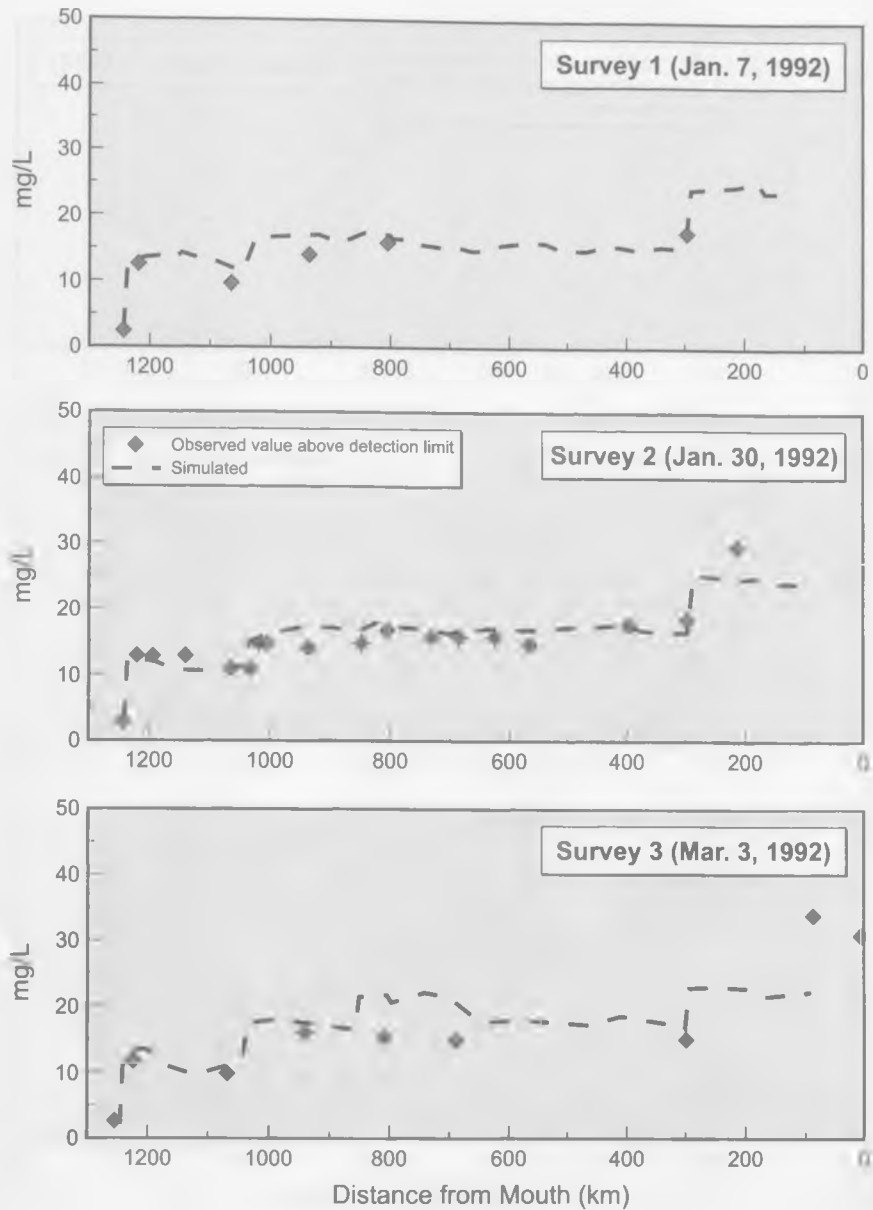 50
40
30
20
10
0
mg/L
Survey 1 (Jan. 7, 1992)
1200 1000 800 600 400 200 0
50
40
30
20
10
0
mg/L
Observed value above detection limit
Simulated
Survey 2 (Jan. 30, 1992)
1200 1000 800 600 400 200 0
50
40
30
20
10
0
mg/L
Survey 3 (Mar. 3, 1992)
1200 1000 800 600 400 200 0
Distance from Mouth (km)